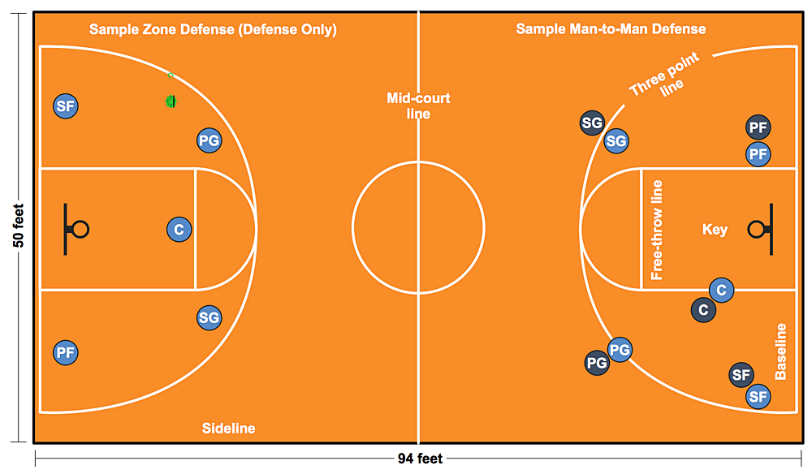 Sample Zone Defense (Defense Only)
Sample Man-to-Man Defense
Three point
line
Mid-court
line
SF
PG
C
SG
PF
SG
SG
PF
PF
Free-throw line
Key
C
C
PG
PG
SF
SF
Baseline
Sideline
50 feet
94 feet